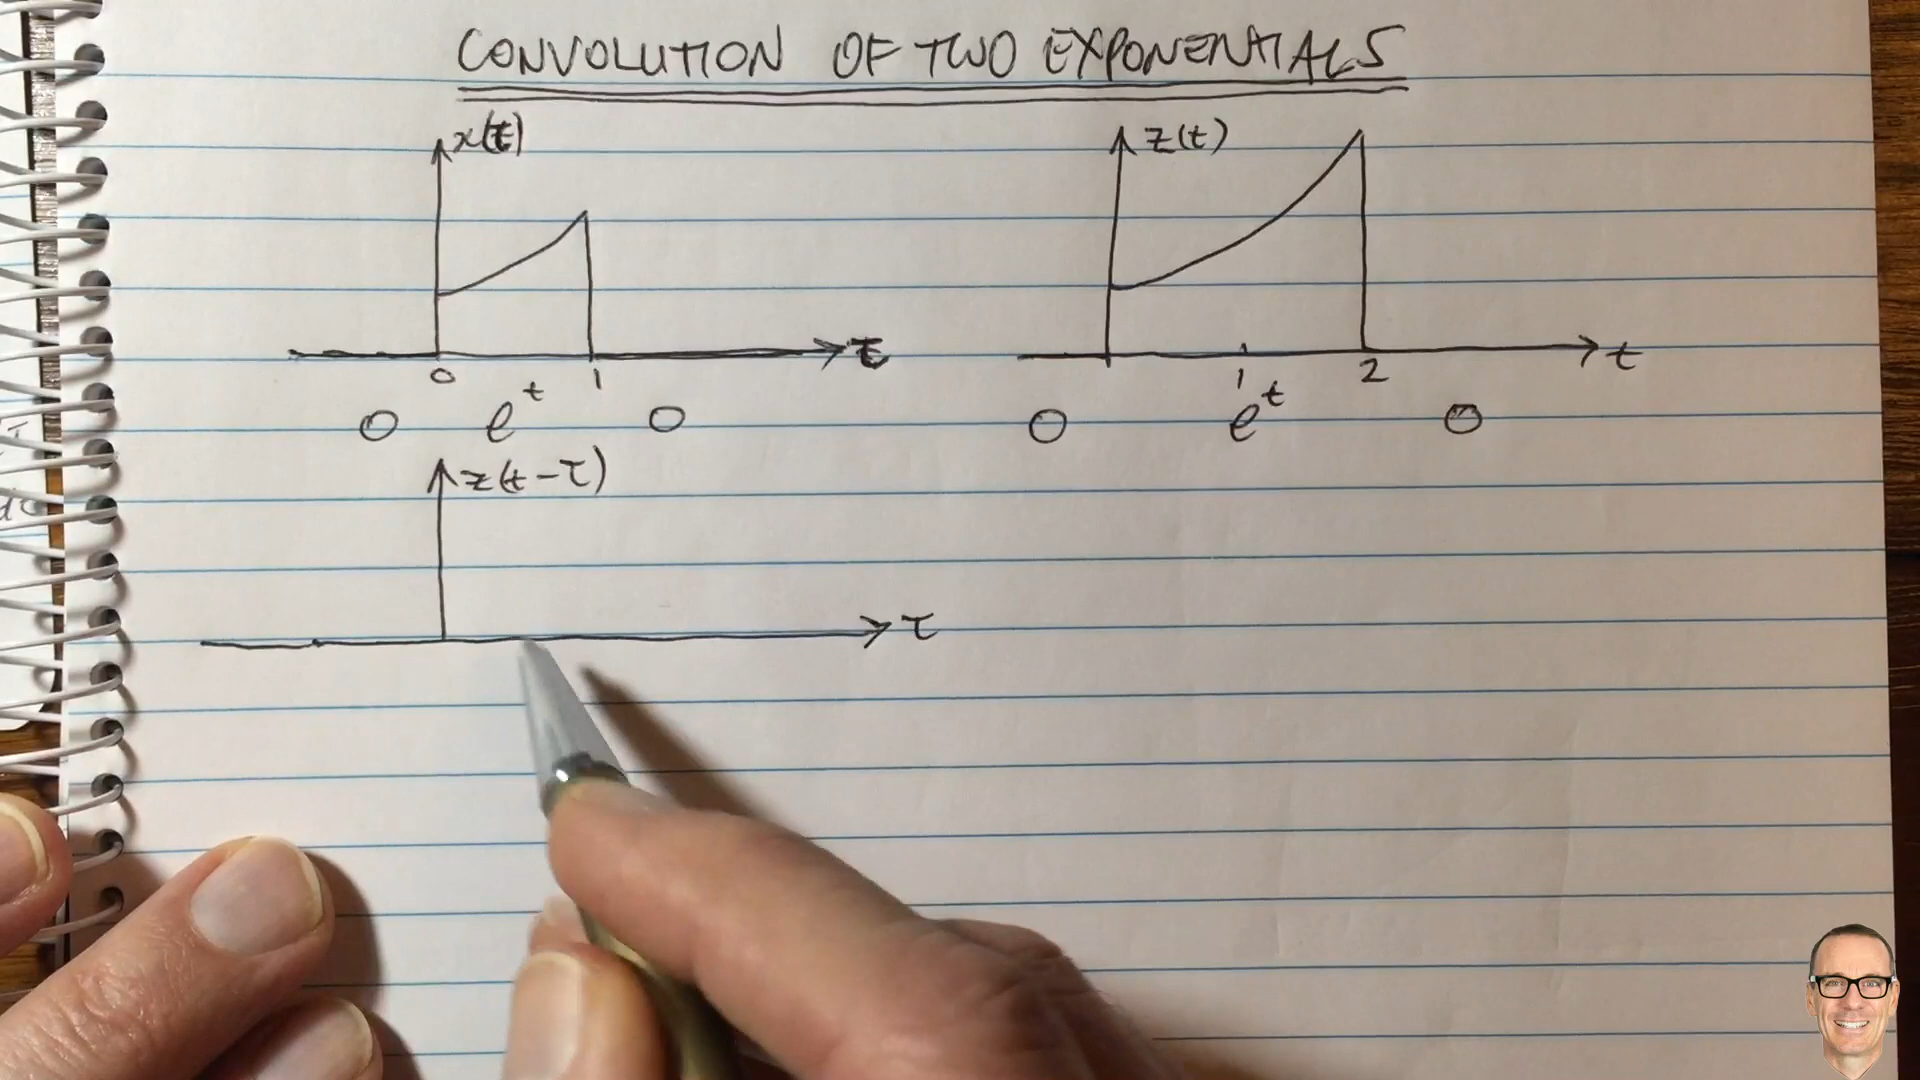 CONVOLUTION OF TWO EXPONENTIALS
x(t)
τ
0 1
0 e^t 0
z(t)
t
1 2
0 e^t 0
z(t-τ)
τ